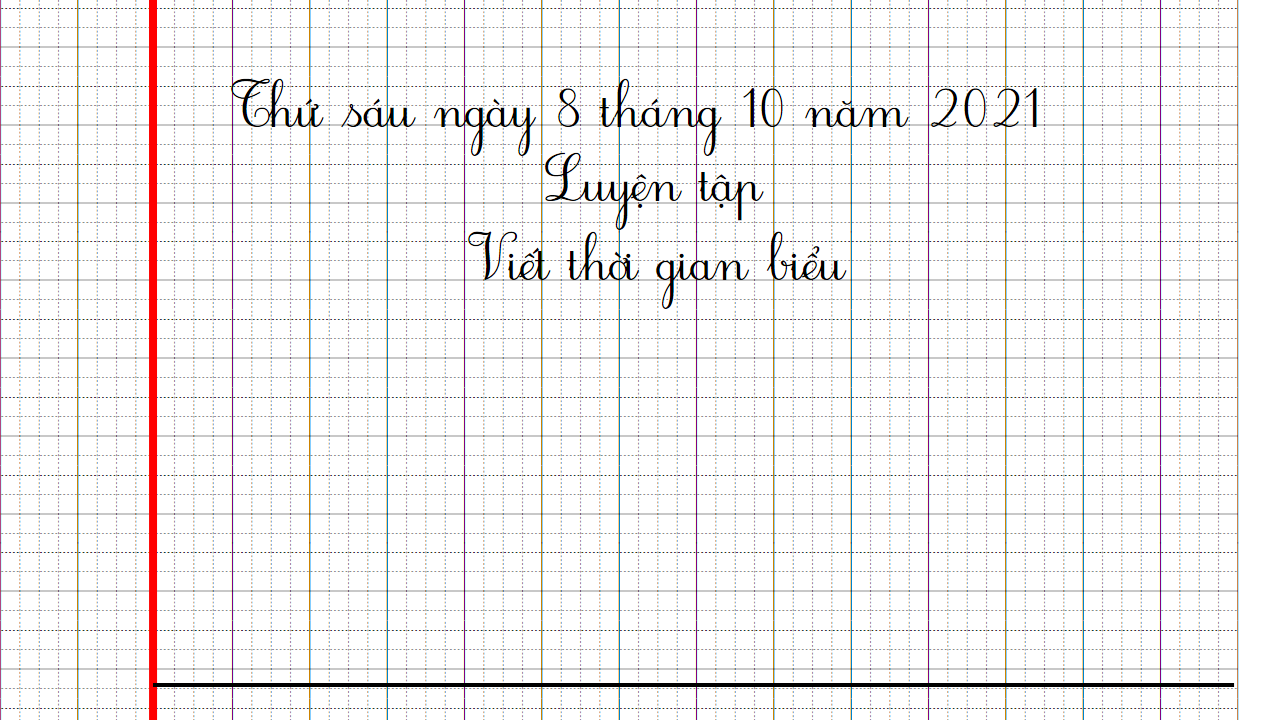 Thứ sáu ngày 8 tháng 10 năm 2021
Luyện tập
Viết thời gian biểu